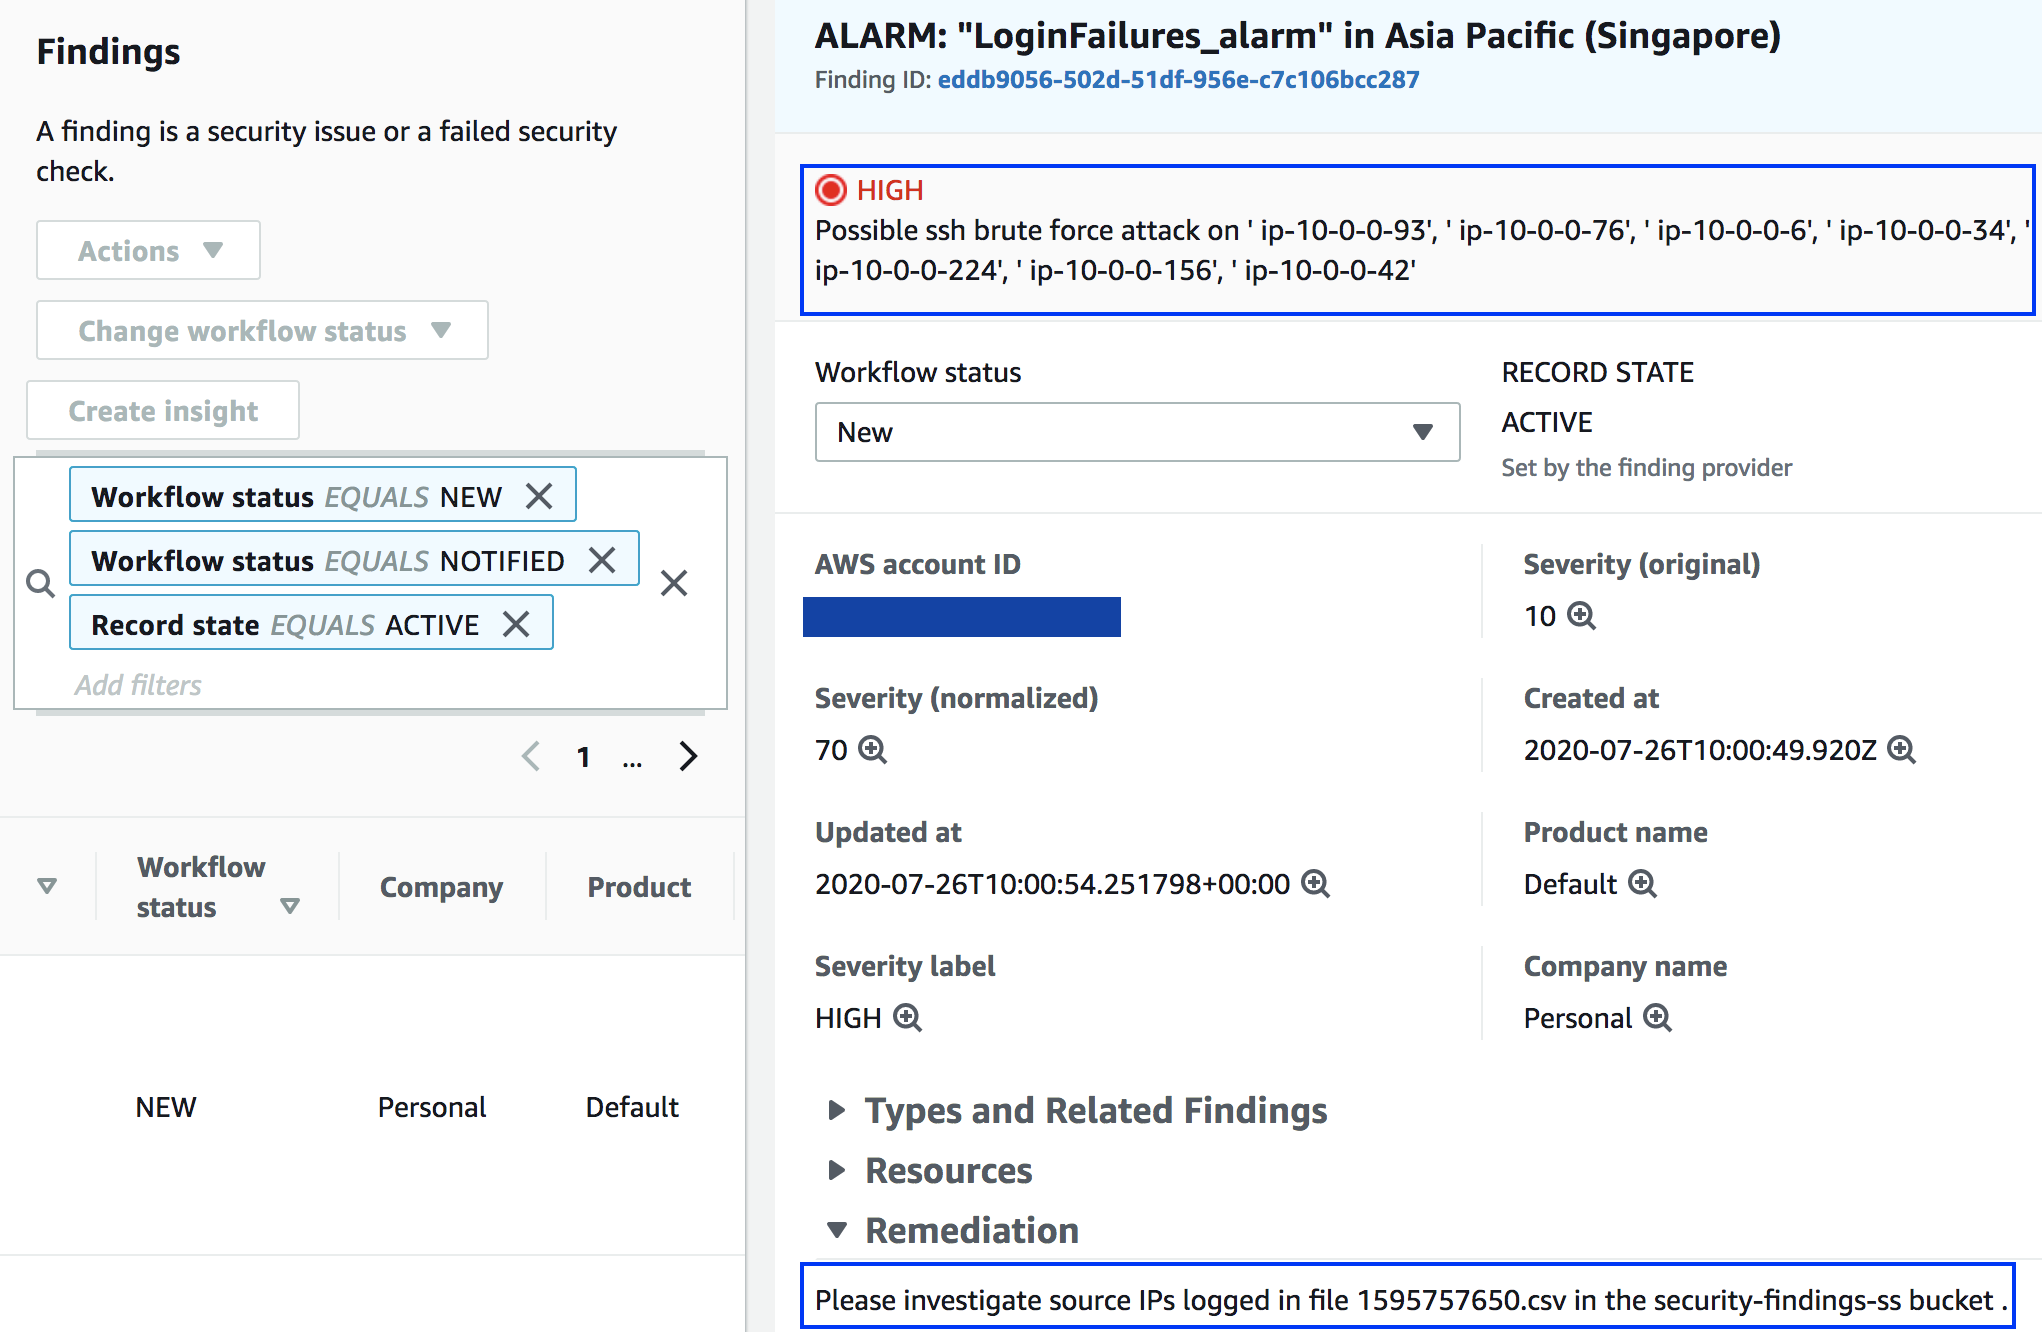 Findings
A finding is a security issue or a failed security
check.
Actions
Change workflow status
Create insight
Workflow status EQUALS NEW
Workflow status EQUALS NOTIFIED
Record state EQUALS ACTIVE
Add filters
1 ...
Workflow
status
Company
Product
NEW
Personal
Default
ALARM: "LoginFailures_alarm" in Asia Pacific (Singapore)
Finding ID: eddb9056-502d-51df-956e-c7c106bcc287
HIGH
Possible ssh brute force attack on ' ip-10-0-0-93', ' ip-10-0-0-76', ' ip-10-0-0-6', ' ip-10-0-0-34', '
ip-10-0-0-224', ' ip-10-0-0-156', ' ip-10-0-0-42'
Workflow status
New
RECORD STATE
ACTIVE
Set by the finding provider
AWS account ID
Severity (original)
10
Severity (normalized)
70
Created at
2020-07-26T10:00:49.920Z
Updated at
2020-07-26T10:00:54.251798+00:00
Product name
Default
Severity label
HIGH
Company name
Personal
Types and Related Findings
Resources
Remediation
Please investigate source IPs logged in file 1595757650.csv in the security-findings-ss bucket .